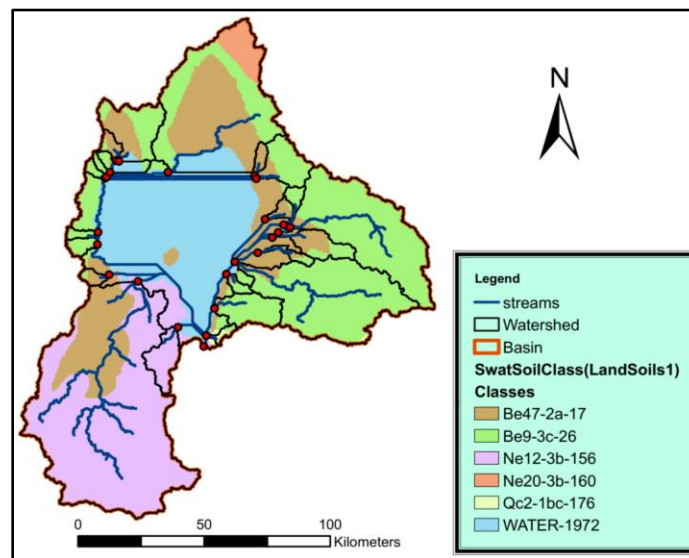 N
Legend
streams
Watershed
Basin
SwatSoilClass(LandSoils1)
Classes
Be47-2a-17
Be9-3c-26
Ne12-3b-156
Ne20-3b-160
Qc2-1bc-176
WATER-1972
0 50 100
Kilometers